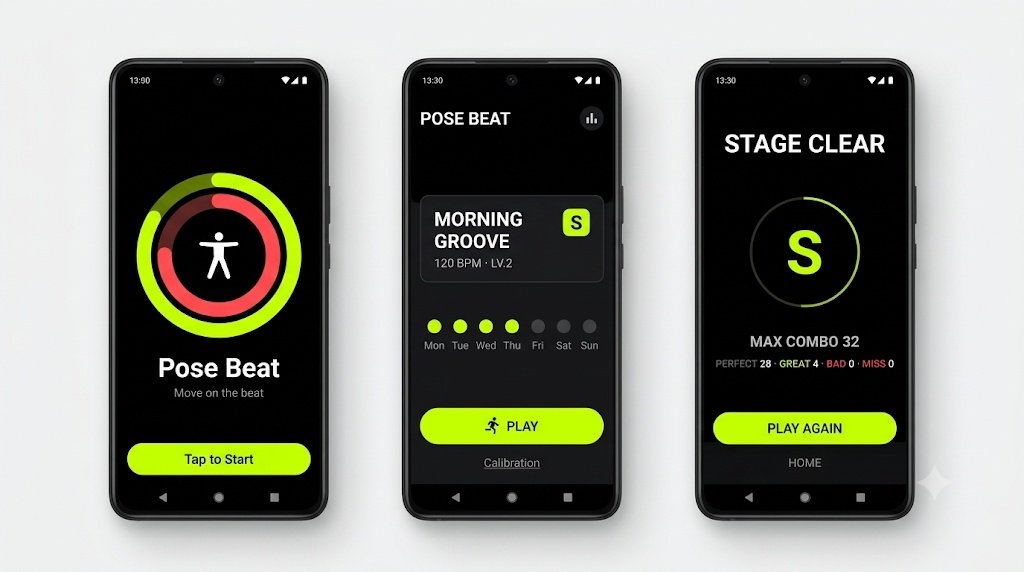 13:90
Pose Beat
Move on the beat
Tap to Start
13:30
POSE BEAT
MORNING
GROOVE
S
120 BPM · LV.2
Mon Tue Wed Thu Fri Sat Sun
PLAY
Calibration
13:30
STAGE CLEAR
S
MAX COMBO 32
PERFECT 28 · GREAT 4 · BAD 0 · MISS 0
PLAY AGAIN
HOME